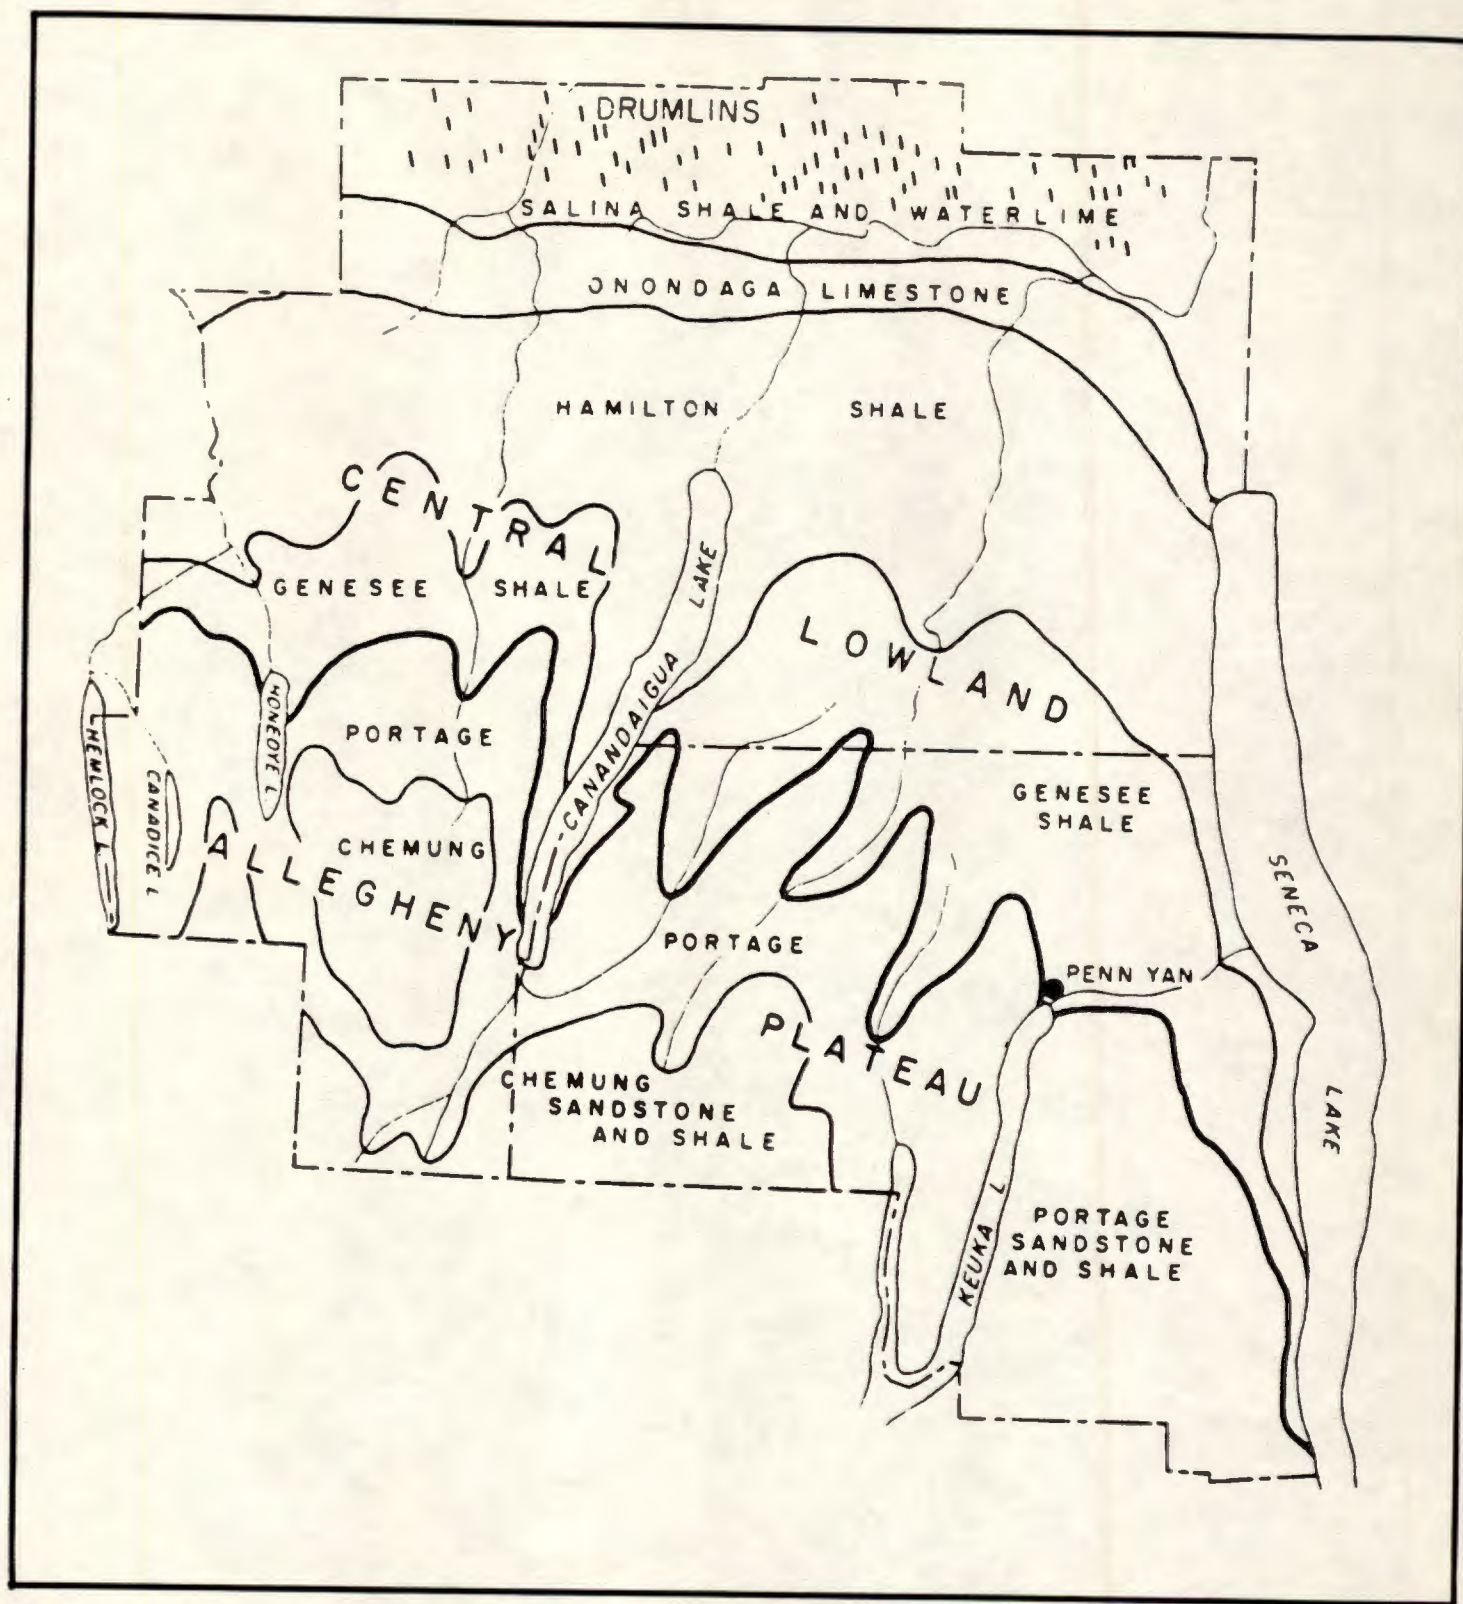 DRUMLINS
SALINA SHALE AND WATERLIME
ONONDAGA LIMESTONE
HAMILTON SHALE
CENTRAL LOWLAND
GENESEE SHALE
CANANDAIGUA LAKE
HONEOYE L
HEMLOCK L
CANADICE L
PORTAGE
CHEMUNG
ALLEGHENY PLATEAU
GENESEE
SHALE
SENECA LAKE
PORTAGE
PENN YAN
CHEMUNG
SANDSTONE
AND SHALE
KEUKA L
PORTAGE
SANDSTONE
AND SHALE